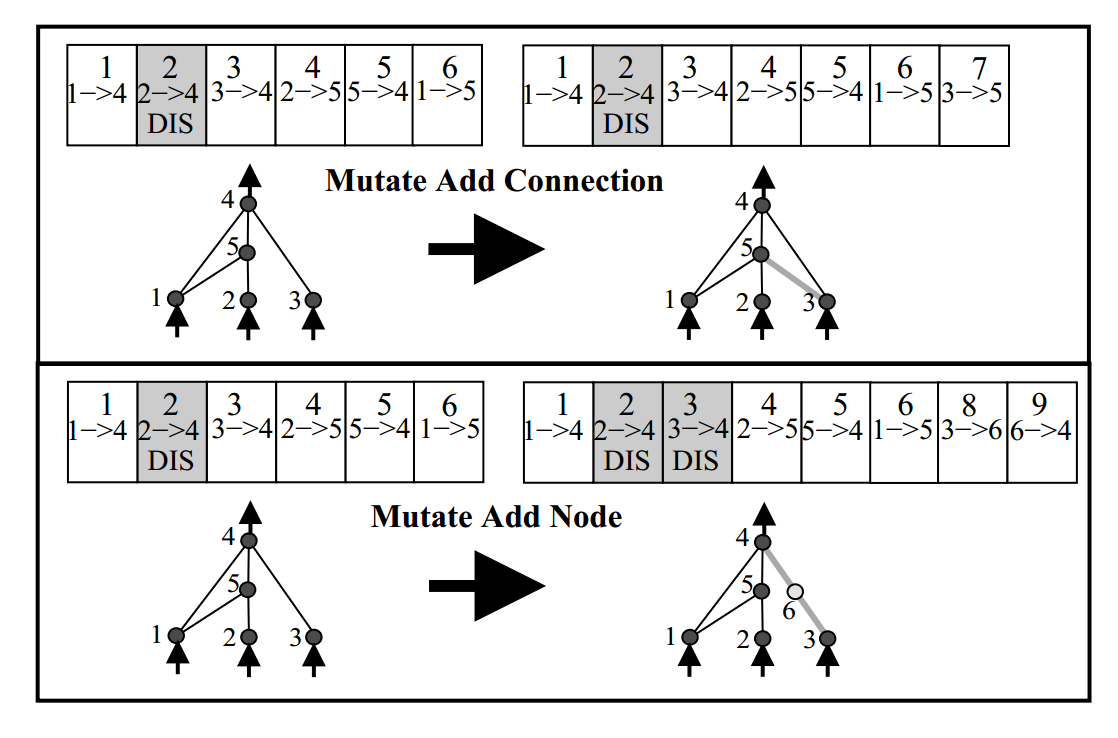 1 2 3 4 5 6
1->4 2->4 3->4 2->5 5->4 1->5
DIS
1 2 3 4 5 6 7
1->4 2->4 3->4 2->5 5->4 1->5 3->5
DIS
Mutate Add Connection
4
5
1 2 3
4
5
1 2 3
1 2 3 4 5 6
1->4 2->4 3->4 2->5 5->4 1->5
DIS
1 2 3 4 5 6 8 9
1->4 2->4 3->4 2->5 5->4 1->5 3->6 6->4
DIS DIS
Mutate Add Node
4
5
1 2 3
4
5 6
1 2 3